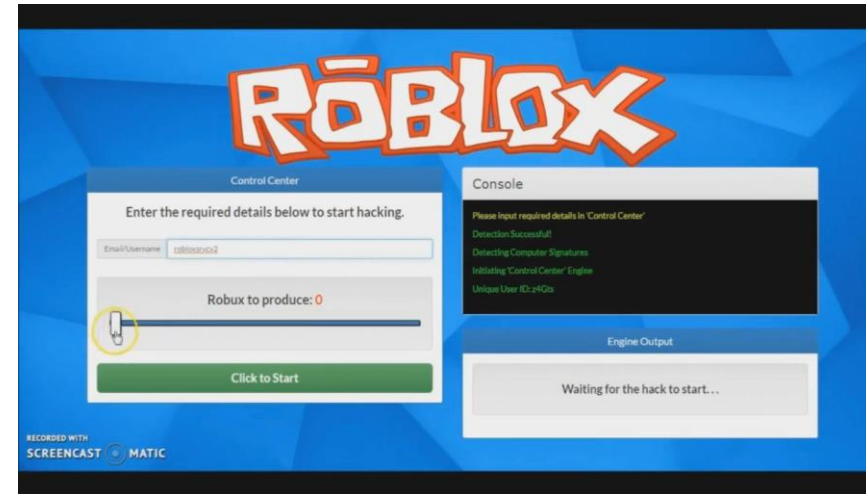 RŌBLOX
Control Center
Enter the required details below to start hacking.
Email/Username
Robux to produce: 0
Click to Start
Console
Please input required details in 'Control Center'
Detection Successful!
Detecting Computer Signatures
Initiating 'Control Center' Engine
Unique User ID: z4Gts
Engine Output
Waiting for the hack to start. . .
RECORDED WITH
SCREENCAST MATIC